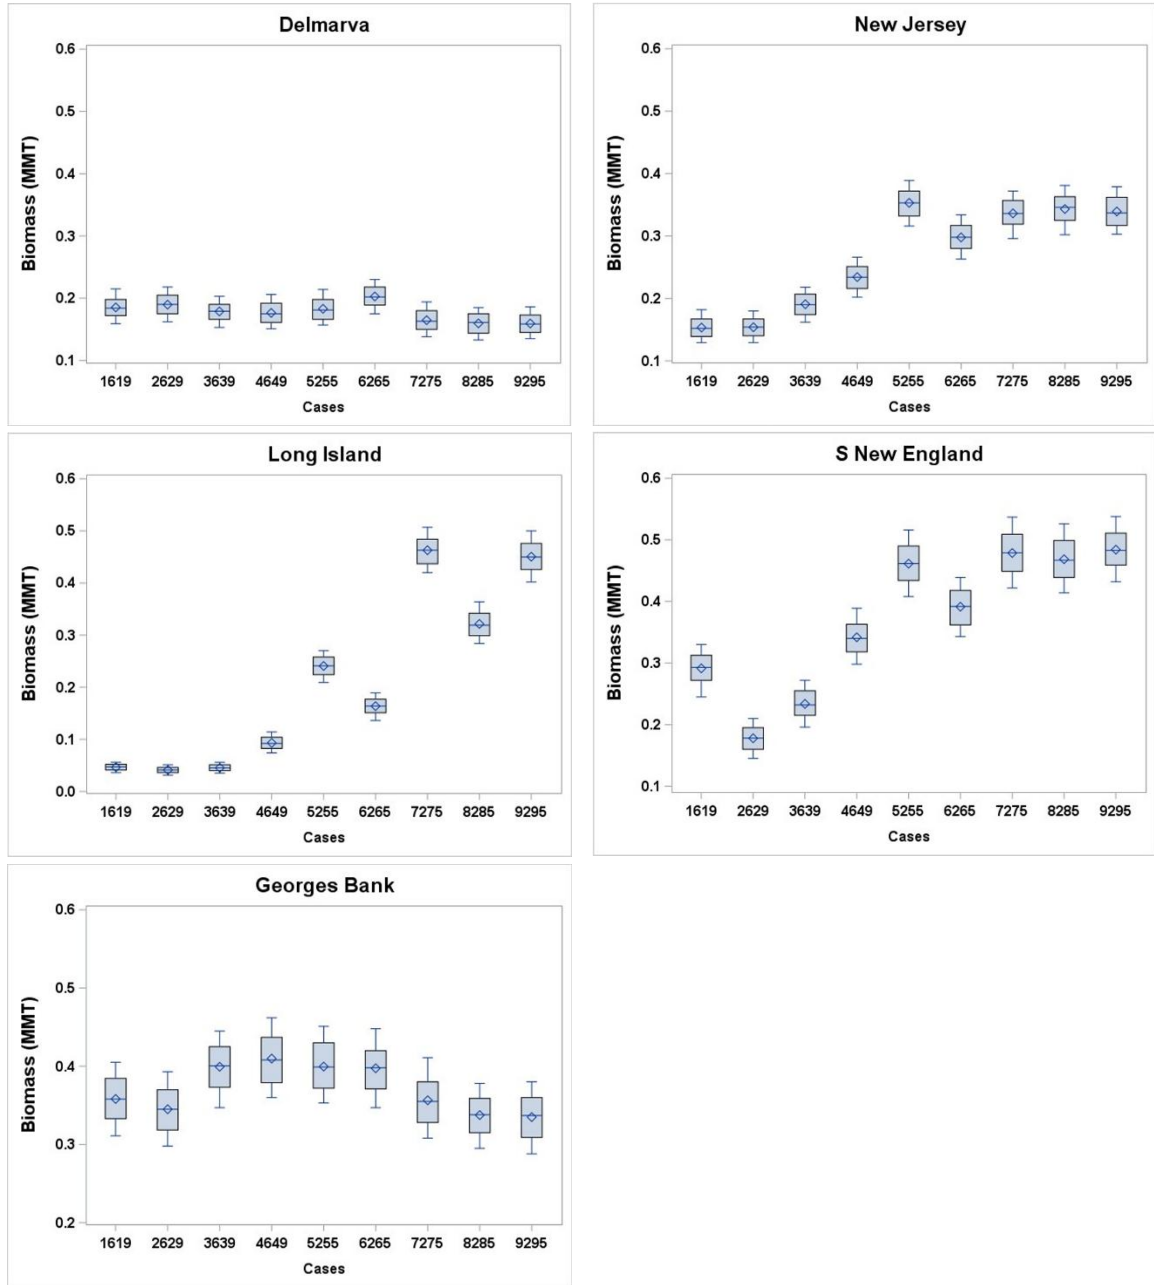 Delmarva
Biomass (MMT)
0.6
0.5
0.4
0.3
0.2
0.1
1619 2629 3639 4649 5255 6265 7275 8285 9295
Cases
New Jersey
Biomass (MMT)
0.6
0.5
0.4
0.3
0.2
0.1
1619 2629 3639 4649 5255 6265 7275 8285 9295
Cases
Long Island
Biomass (MMT)
0.6
0.5
0.4
0.3
0.2
0.1
0.0
1619 2629 3639 4649 5255 6265 7275 8285 9295
Cases
S New England
Biomass (MMT)
0.6
0.5
0.4
0.3
0.2
0.1
1619 2629 3639 4649 5255 6265 7275 8285 9295
Cases
Georges Bank
Biomass (MMT)
0.6
0.5
0.4
0.3
0.2
1619 2629 3639 4649 5255 6265 7275 8285 9295
Cases